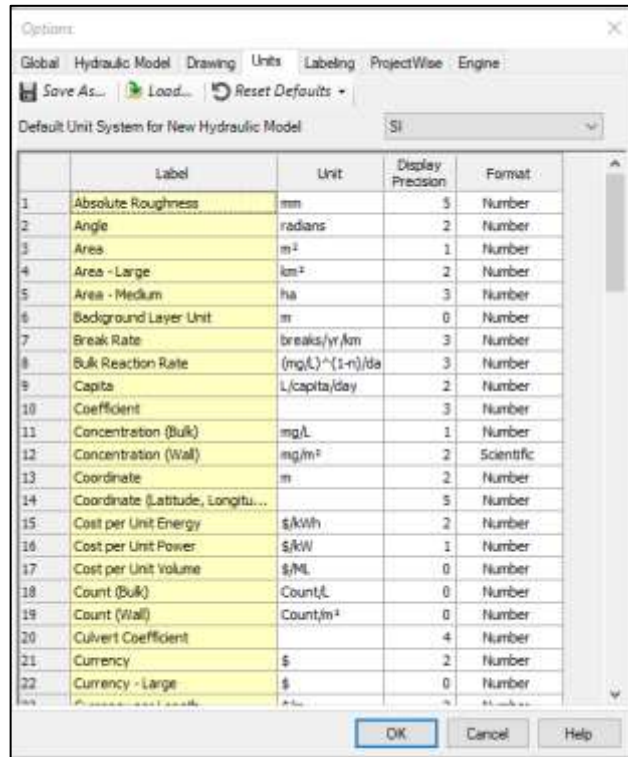 Options
Global Hydraulic Model Drawing Units Labeling ProjectWise Engine
Save As... Load... Reset Defaults
Default Unit System for New Hydraulic Model SI
Label Unit Display Precision Format
1 Absolute Roughness mm 5 Number
2 Angle radians 2 Number
3 Area m² 1 Number
4 Area - Large km² 2 Number
5 Area - Medium ha 3 Number
6 Background Layer Unit m 0 Number
7 Break Rate breaks/yr/km 3 Number
8 Bulk Reaction Rate (mg/L)^(1-n)/da 3 Number
9 Capita L/capita/day 2 Number
10 Coefficient 3 Number
11 Concentration (Bulk) mg/L 1 Number
12 Concentration (Wall) mg/m² 2 Scientific
13 Coordinate m 2 Number
14 Coordinate (Latitude, Longitu... 5 Number
15 Cost per Unit Energy $/kWh 2 Number
16 Cost per Unit Power $/kW 1 Number
17 Cost per Unit Volume $/ML 0 Number
18 Count (Bulk) Count/L 0 Number
19 Count (Wall) Count/m² 0 Number
20 Culvert Coefficient 4 Number
21 Currency $ 2 Number
22 Currency - Large $ 0 Number
OK Cancel Help